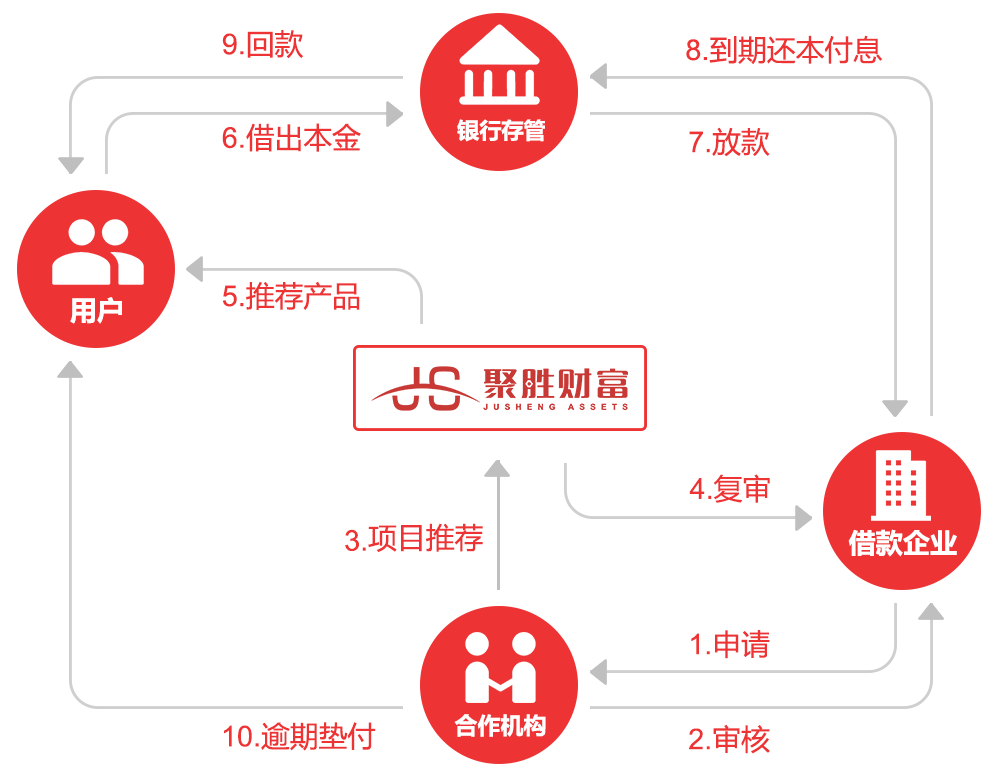 9.回款
8.到期还本付息
银行存管
6.借出本金
7.放款
用户
5.推荐产品
JS 聚胜财富
JUSHENG ASSETS
4.复审
3.项目推荐
借款企业
1.申请
合作机构
10.逾期垫付
2.审核